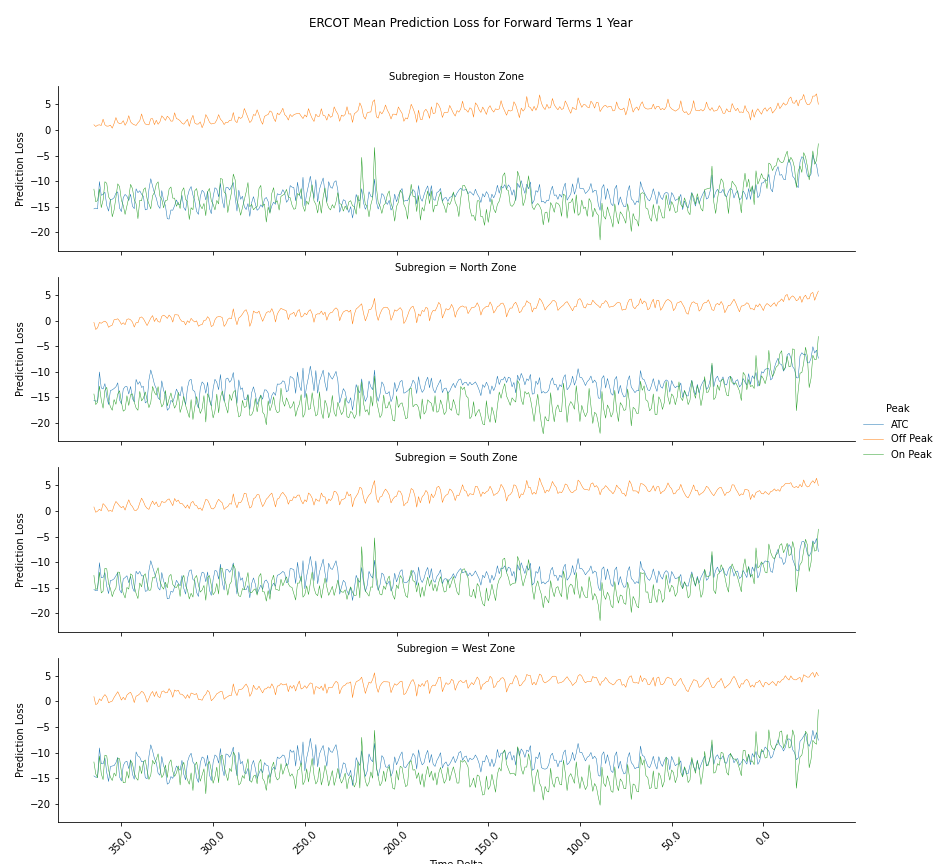 ERCOT Mean Prediction Loss for Forward Terms 1 Year
Subregion = Houston Zone
Prediction Loss
5
0
−5
−10
−15
−20
Subregion = North Zone
Prediction Loss
5
0
−5
−10
−15
−20
Peak
ATC
Off Peak
On Peak
Subregion = South Zone
Prediction Loss
5
0
−5
−10
−15
−20
Subregion = West Zone
Prediction Loss
5
0
−5
−10
−15
−20
350.0
300.0
250.0
200.0
150.0
100.0
50.0
0.0
Time Delta